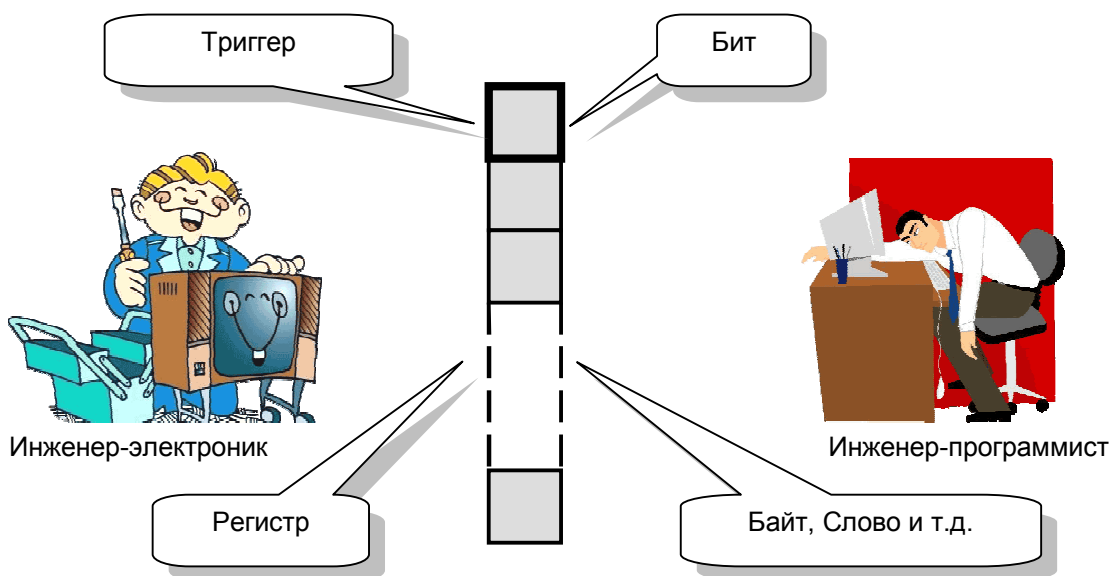 Триггер
Бит
Инженер-электроник
Инженер-программист
Регистр
Байт, Слово и т.д.